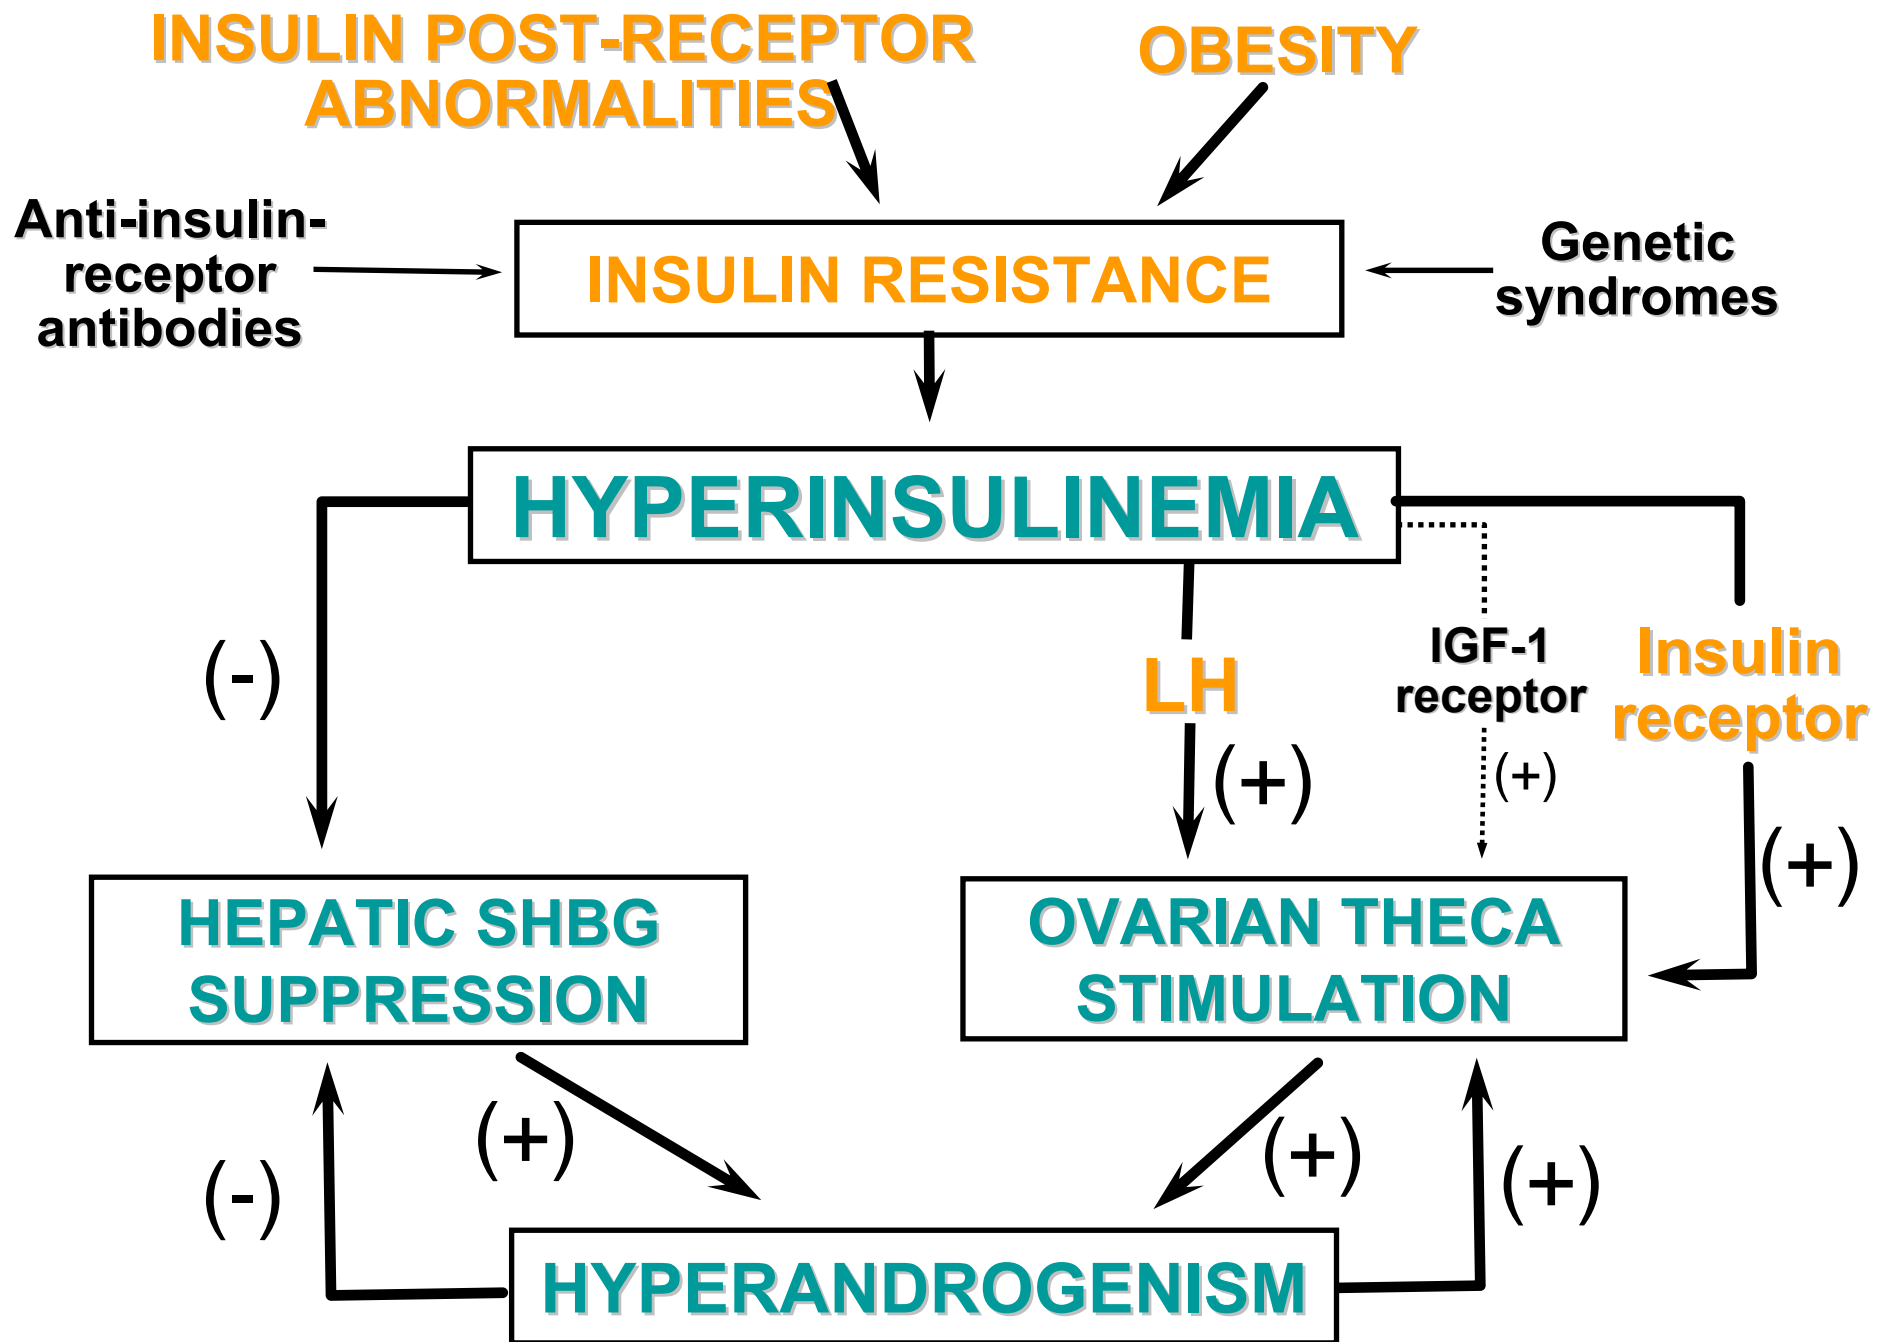 INSULIN POST-RECEPTOR
ABNORMALITIES
OBESITY
Anti-insulin-
receptor
antibodies
INSULIN RESISTANCE
Genetic
syndromes
HYPERINSULINEMIA
(-)
LH
(+)
IGF-1
receptor
(+)
Insulin
receptor
(+)
HEPATIC SHBG
SUPPRESSION
OVARIAN THECA
STIMULATION
(-)
(+)
(+)
(+)
HYPERANDROGENISM